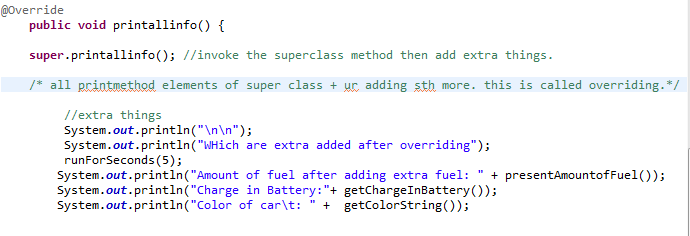 @Override
public void printallinfo() {
super.printallinfo(); //invoke the superclass method then add extra things.
/* all printmethod elements of super class + ur adding sth more. this is called overriding.*/
//extra things
System.out.println("\n\n");
System.out.println("WHich are extra added after overriding");
runForSeconds(5);
System.out.println("Amount of fuel after adding extra fuel: " + presentAmountofFuel());
System.out.println("Charge in Battery:"+ getChargeInBattery());
System.out.println("Color of car\t: " +  getColorString());